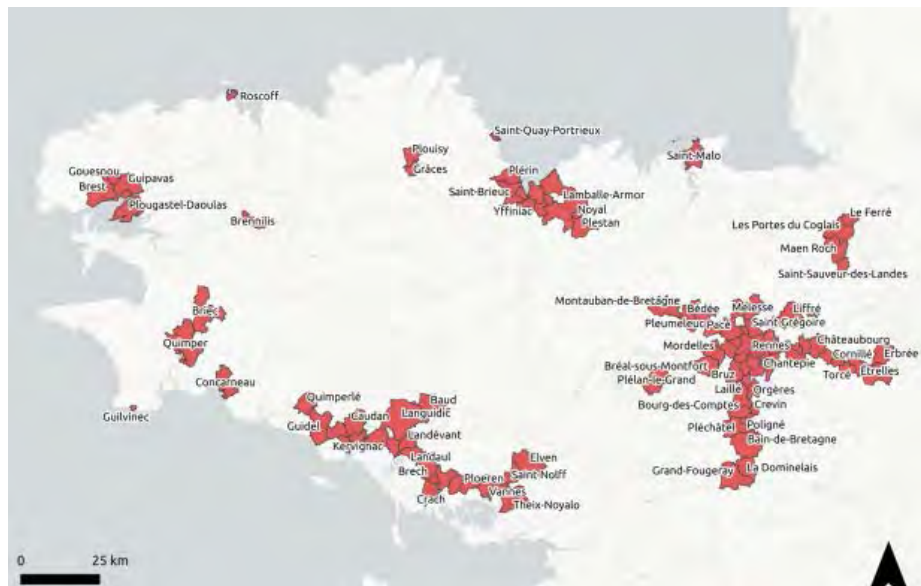 Roscoff
Saint-Quay-Portrieux
Plouisy
Grâces
Saint-Malo
Gouesnou
Guipavas
Brest
Plougastel-Daoulas
Plérin
Saint-Brieuc
Lamballe-Armor
Yffiniac
Noyal
Plestan
Brennilis
Le Ferré
Les Portes du Coglais
Maen Roch
Saint-Sauveur-des-Landes
Briec
Quimper
Concarneau
Guilvinec
Montauban-de-Bretagne
Bédée
Melesse
Liffré
Pleumeleuc
Pacé
Saint Grégoire
Mordelles
Rennes
Châteaubourg
Cornillé
Erbrée
Bréal-sous-Montfort
Chantepie
Torcé
Etrelles
Plélan-le-Grand
Bruz
Laillé
Orgères
Bourg-des-Comptes
Crevin
Pléchâtel
Poligné
Bain-de-Bretagne
Grand-Fougeray
La Dominelais
Quimperlé
Baud
Caudan
Languidic
Guidel
Kervignac
Landévant
Landaul
Brech
Ploeren
Elven
Saint-Nolff
Crach
Vannes
Theix-Noyalo
0 25 km